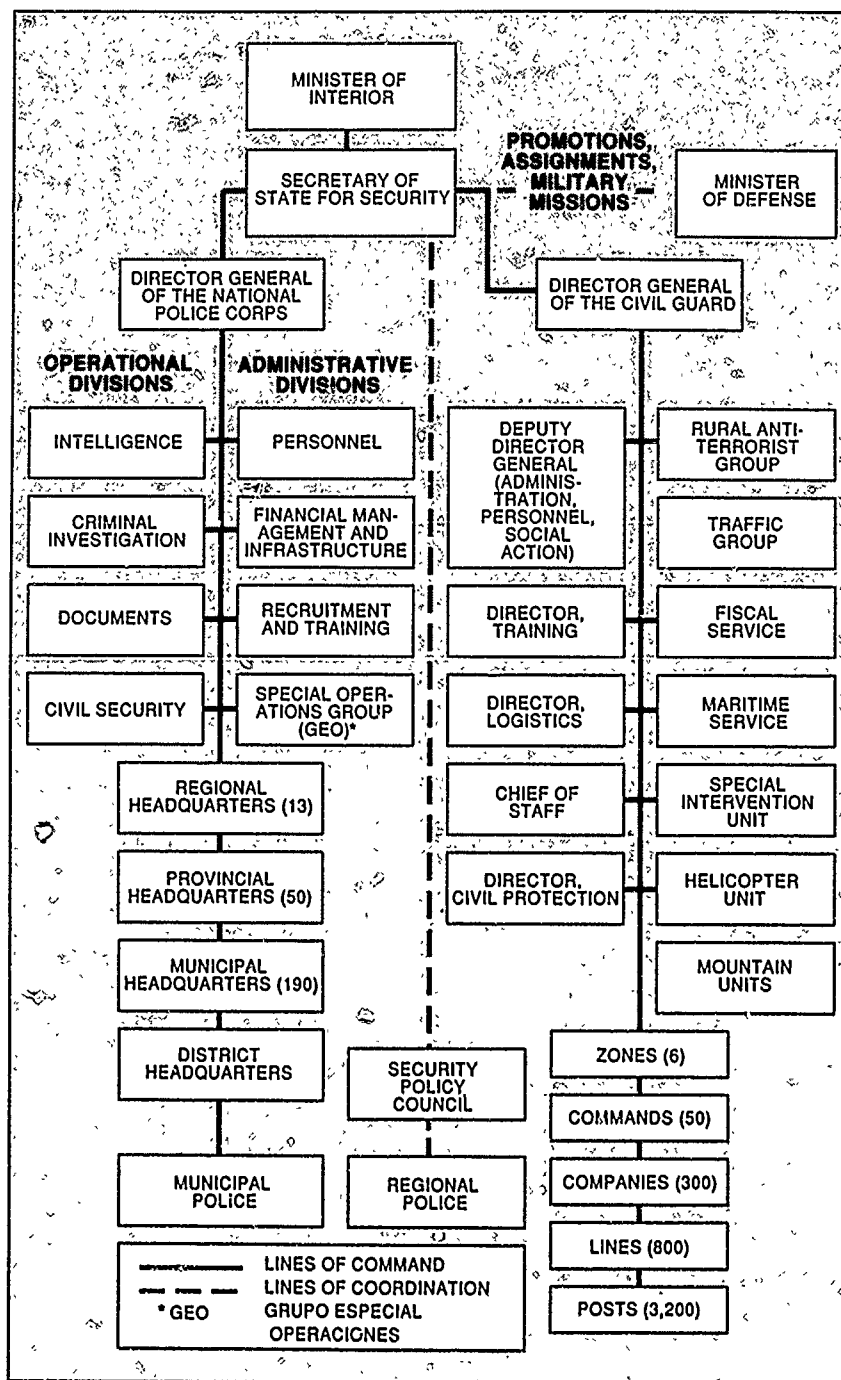 MINISTER OF
INTERIOR
PROMOTIONS,
ASSIGNMENTS,
MILITARY
MISSIONS
SECRETARY OF
STATE FOR SECURITY
MINISTER
OF DEFENSE
DIRECTOR GENERAL
OF THE NATIONAL
POLICE CORPS
DIRECTOR GENERAL
OF THE CIVIL GUARD
OPERATIONAL
DIVISIONS
ADMINISTRATIVE
DIVISIONS
INTELLIGENCE
PERSONNEL
CRIMINAL
INVESTIGATION
FINANCIAL MAN-
AGEMENT AND
INFRASTRUCTURE
DOCUMENTS
RECRUITMENT
AND TRAINING
CIVIL SECURITY
SPECIAL OPER-
ATIONS GROUP
(GEO)*
REGIONAL
HEADQUARTERS (13)
PROVINCIAL
HEADQUARTERS (50)
MUNICIPAL
HEADQUARTERS (190)
DISTRICT
HEADQUARTERS
MUNICIPAL
POLICE
SECURITY
POLICY
COUNCIL
REGIONAL
POLICE
DEPUTY
DIRECTOR
GENERAL
(ADMINIS-
TRATION,
PERSONNEL,
SOCIAL
ACTION)
RURAL ANTI-
TERRORIST
GROUP
TRAFFIC
GROUP
DIRECTOR,
TRAINING
FISCAL
SERVICE
DIRECTOR,
LOGISTICS
MARITIME
SERVICE
CHIEF OF
STAFF
SPECIAL
INTERVENTION
UNIT
DIRECTOR,
CIVIL PROTECTION
HELICOPTER
UNIT
MOUNTAIN
UNITS
ZONES (6)
COMMANDS (50)
COMPANIES (300)
LINES (800)
POSTS (3,200)
LINES OF COMMAND
LINES OF COORDINATION
* GEO GRUPO ESPECIAL
OPERACIGNES